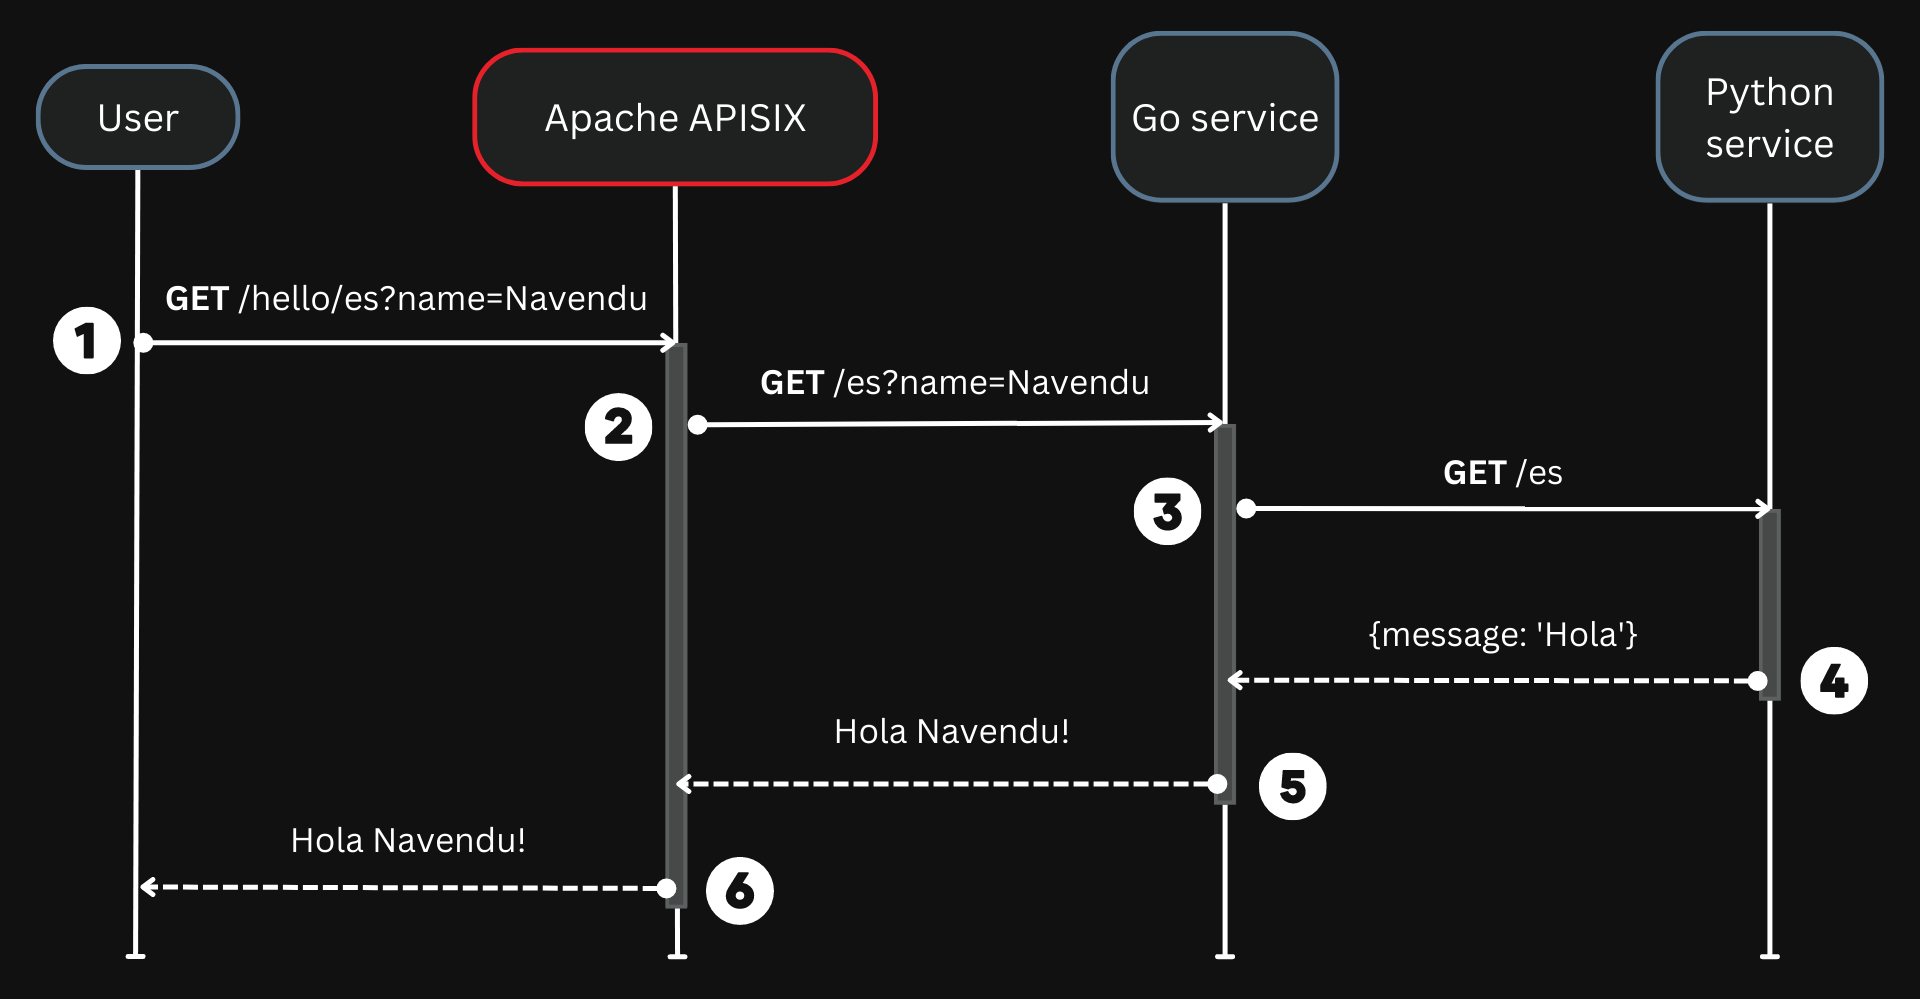 User
Apache APISIX
Go service
Python
service
GET /hello/es?name=Navendu
1
GET /es?name=Navendu
2
GET /es
3
{message: 'Hola'}
4
Hola Navendu!
5
Hola Navendu!
6